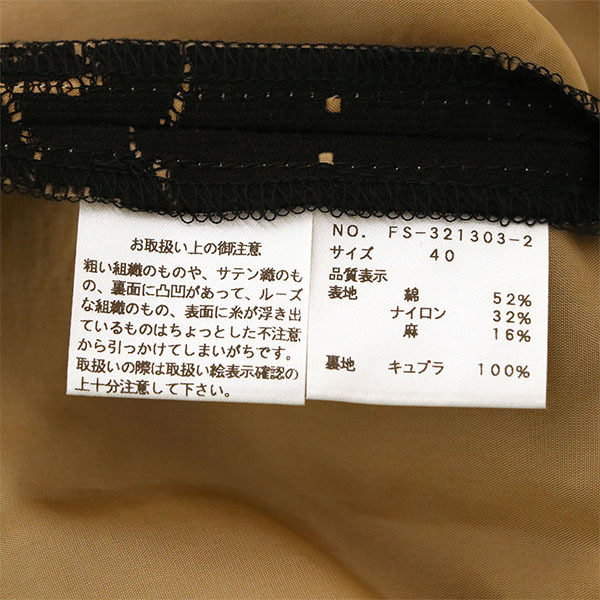 お取扱い上の御注意
粗い組織のものや、サテン織のも
の、裏面に凸凹があって、ルーズ
な組織のもの、表面に糸が浮き出
ているものはちょっとした不注意
から引っかけてしまいがちです。
取扱いの際は取扱い絵表示確認の
上十分注意して下さい。
NO. FS-321303-2
サイズ 40
品質表示
表地 綿 52%
ナイロン 32%
麻 16%
裏地 キュプラ 100%